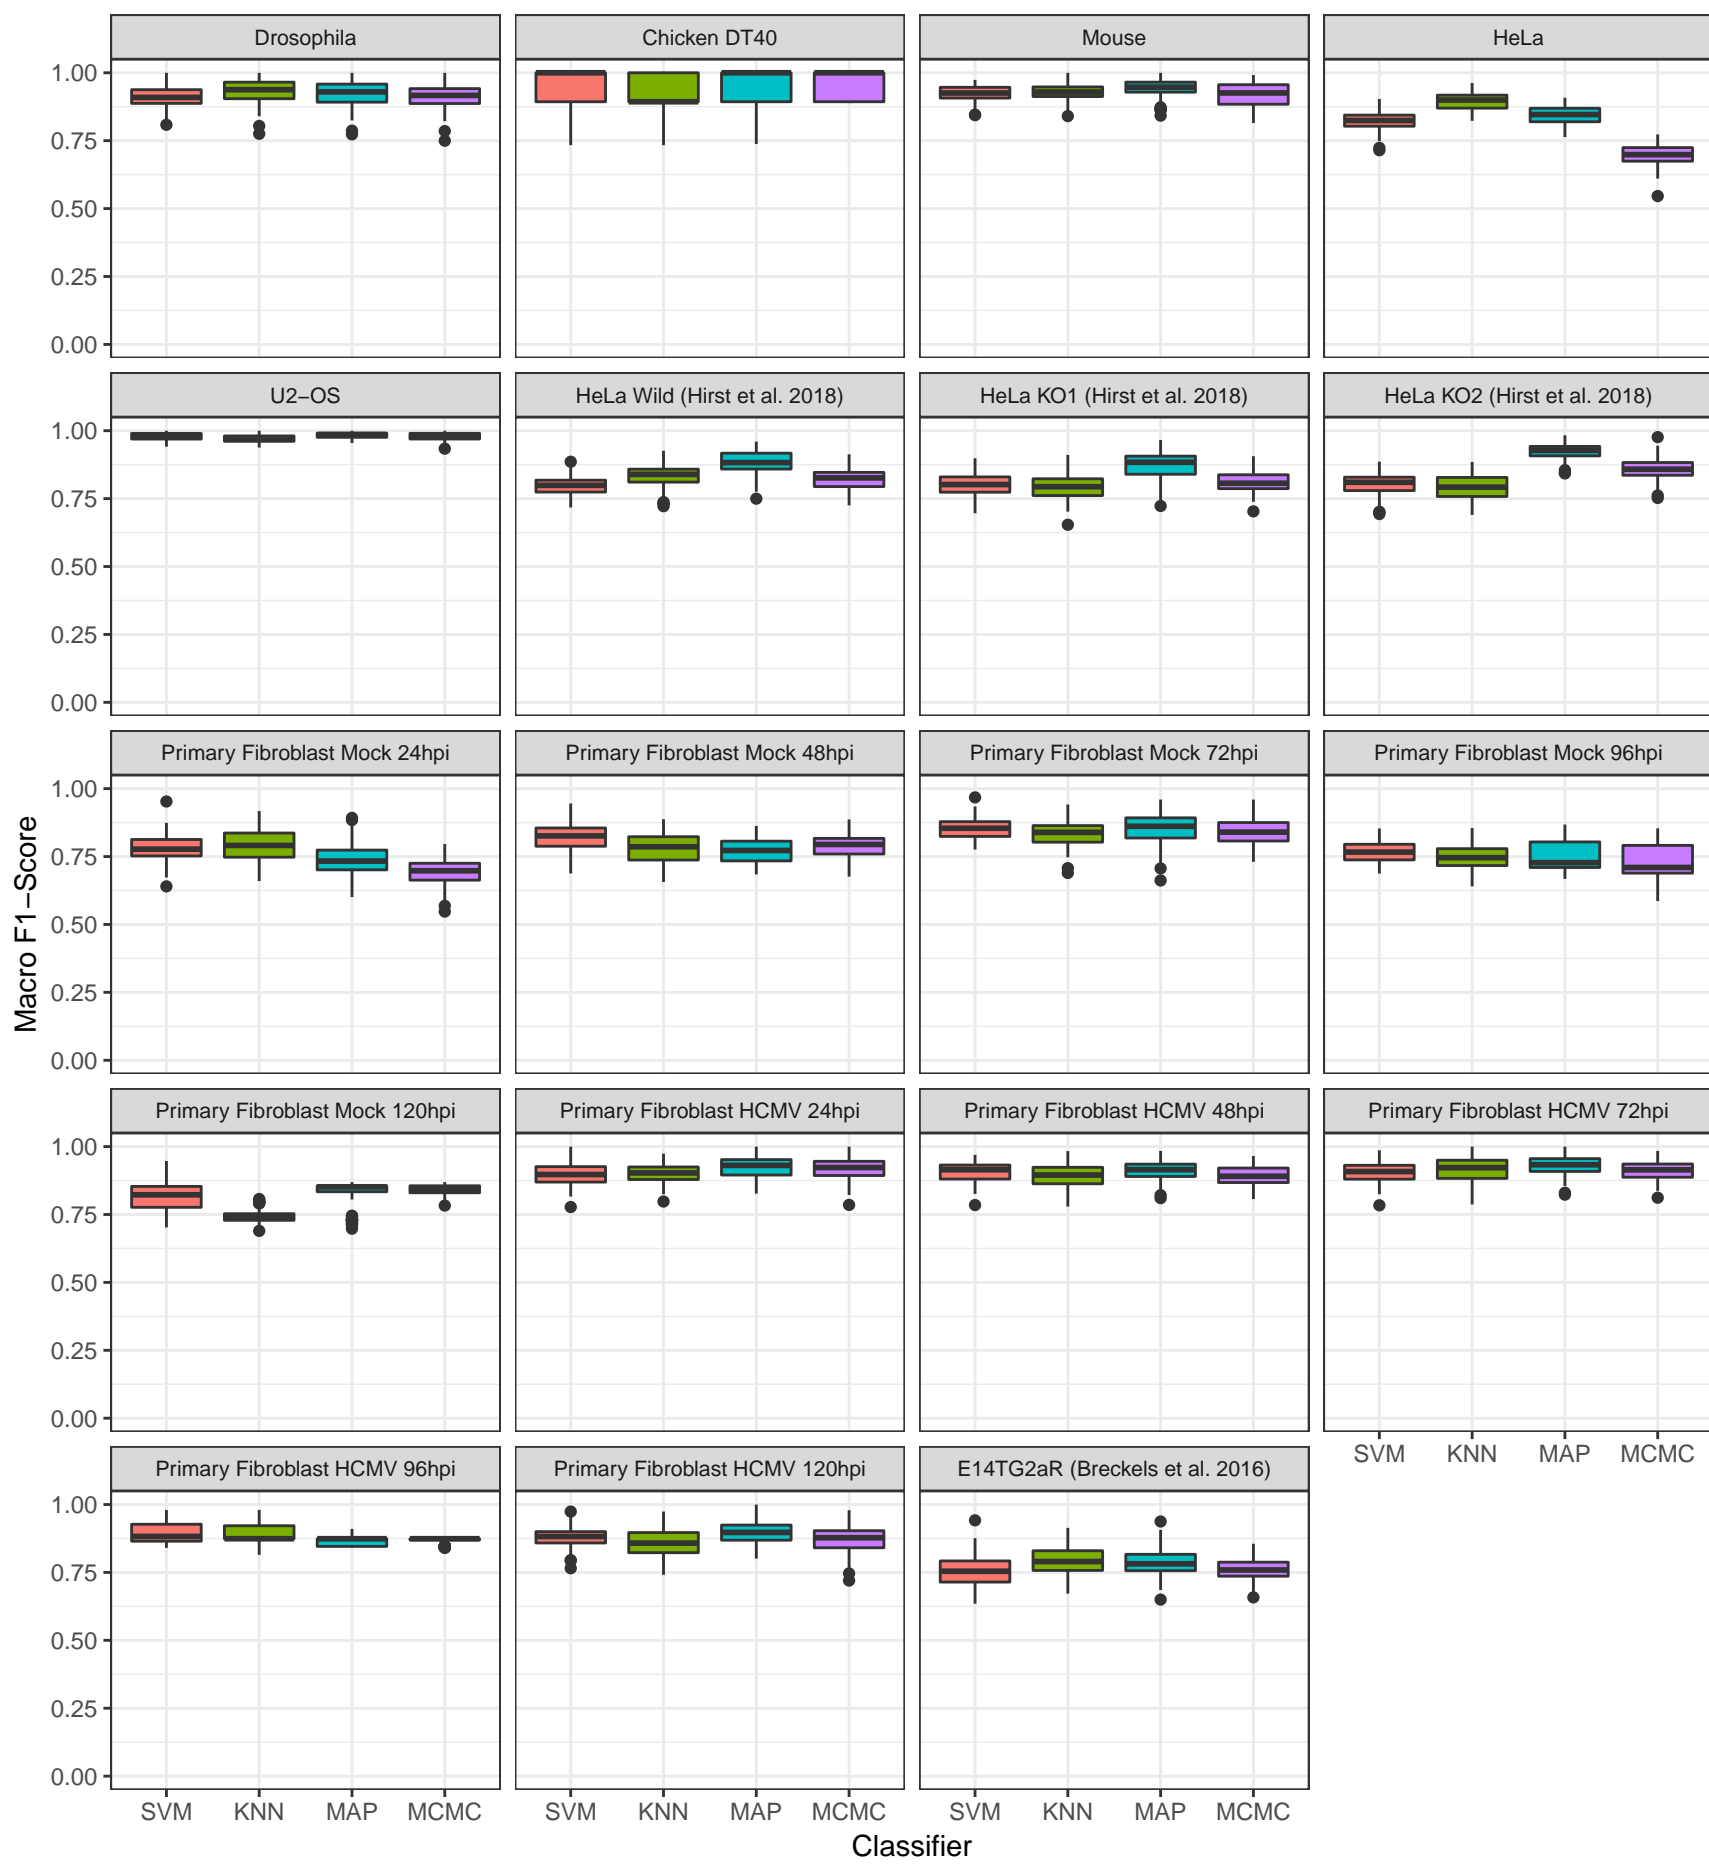 Drosophila
Chicken DT40
Mouse
HeLa
1.00
0.75
0.50
0.25
0.00
U2−OS
HeLa Wild (Hirst et al. 2018)
HeLa KO1 (Hirst et al. 2018)
HeLa KO2 (Hirst et al. 2018)
1.00
0.75
0.50
0.25
0.00
Primary Fibroblast Mock 24hpi
Primary Fibroblast Mock 48hpi
Primary Fibroblast Mock 72hpi
Primary Fibroblast Mock 96hpi
1.00
0.75
0.50
0.25
0.00
Macro F1−Score
Primary Fibroblast Mock 120hpi
Primary Fibroblast HCMV 24hpi
Primary Fibroblast HCMV 48hpi
Primary Fibroblast HCMV 72hpi
1.00
0.75
0.50
0.25
0.00
SVM KNN MAP MCMC
Primary Fibroblast HCMV 96hpi
Primary Fibroblast HCMV 120hpi
E14TG2aR (Breckels et al. 2016)
1.00
0.75
0.50
0.25
0.00
SVM KNN MAP MCMC
SVM KNN MAP MCMC
SVM KNN MAP MCMC
Classifier